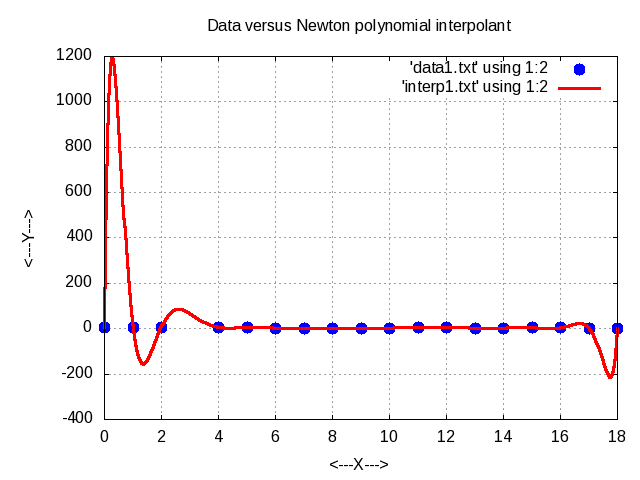 Data versus Newton polynomial interpolant
'data1.txt' using 1:2
'interp1.txt' using 1:2
1200
1000
800
600
400
200
0
-200
-400
0 2 4 6 8 10 12 14 16 18
<---Y--->
<---X--->